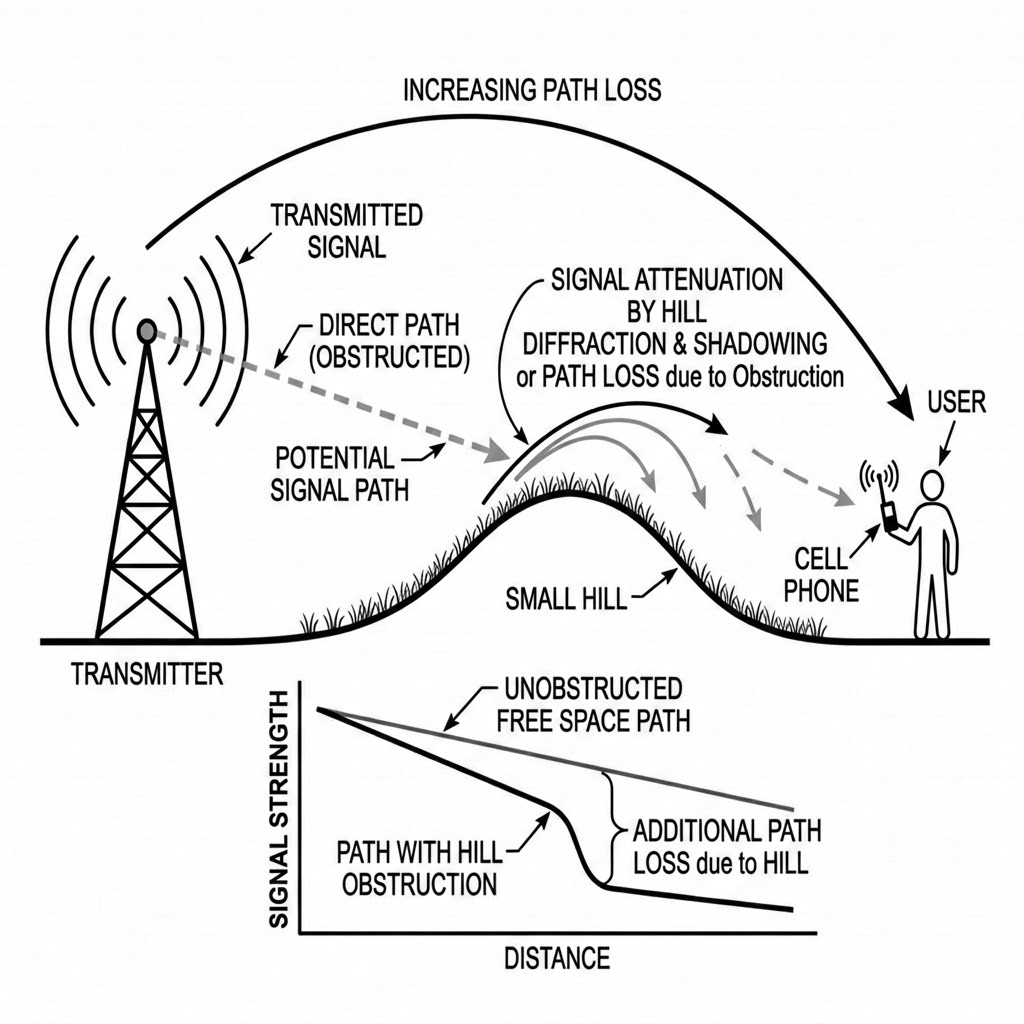 INCREASING PATH LOSS
TRANSMITTED
SIGNAL
SIGNAL ATTENUATION
BY HILL
DIFFRACTION & SHADOWING
or PATH LOSS due to Obstruction
DIRECT PATH
(OBSTRUCTED)
USER
POTENTIAL
SIGNAL PATH
CELL
PHONE
SMALL HILL
TRANSMITTER
UNOBSTRUCTED
FREE SPACE PATH
SIGNAL STRENGTH
ADDITIONAL PATH
LOSS due to HILL
PATH WITH HILL
OBSTRUCTION
DISTANCE